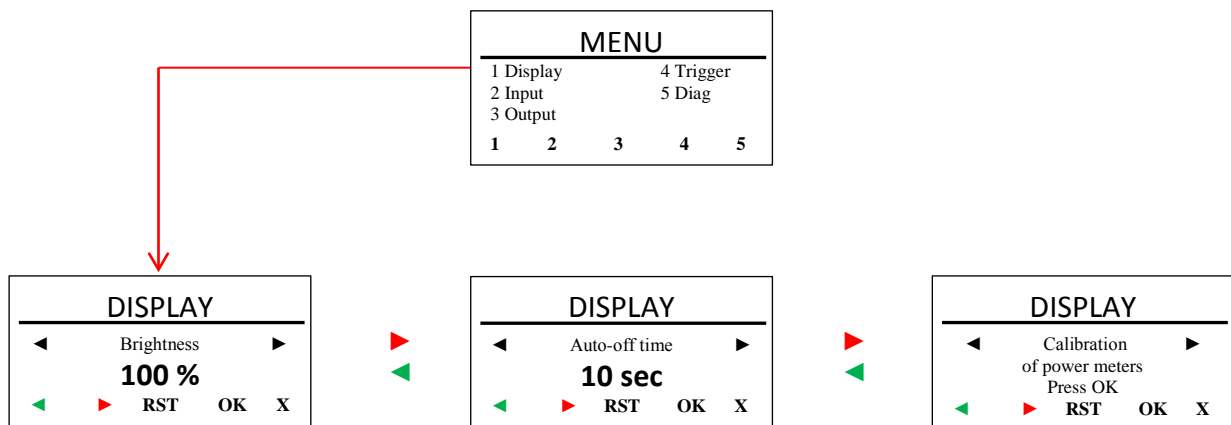 MENU
1 Display 4 Trigger
2 Input 5 Diag
3 Output
1 2 3 4 5
DISPLAY
◄ Brightness ►
100 %
◄ ► RST OK X
DISPLAY
◄ Auto-off time ►
10 sec
◄ ► RST OK X
DISPLAY
◄ Calibration ►
of power meters
Press OK
◄ ► RST OK X